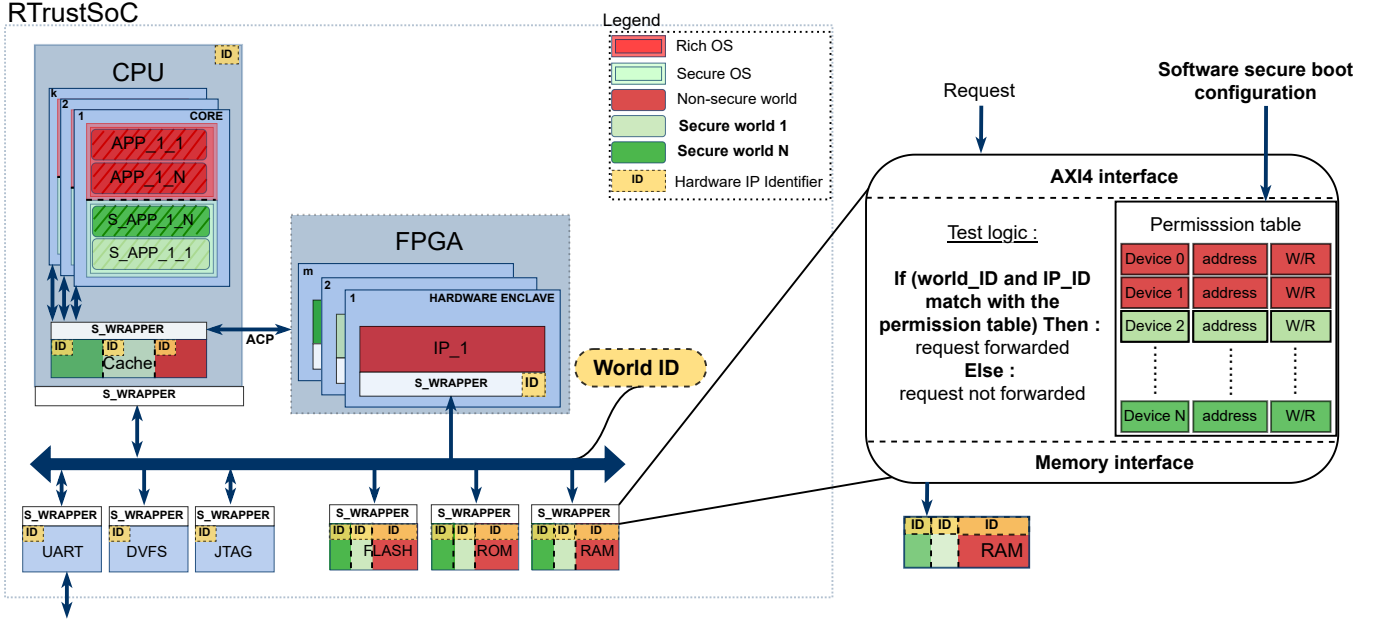 RTrustSoC
Legend
Rich OS
Secure OS
Non-secure world
Secure world 1
Secure world N
ID
Hardware IP Identifier
ID
CPU
k
2
1
CORE
APP_1_1
APP_1_N
S_APP_1_N
S_APP_1_1
S_WRAPPER
ID
ID
ID
Cache
S_WRAPPER
ACP
FPGA
m
2
1
HARDWARE ENCLAVE
IP_1
S_WRAPPER
ID
World ID
S_WRAPPER
ID
UART
S_WRAPPER
ID
DVFS
S_WRAPPER
ID
JTAG
S_WRAPPER
ID
ID
ID
FLASH
S_WRAPPER
ID
ID
ID
ROM
S_WRAPPER
ID
ID
ID
RAM
Request
Software secure boot
configuration
AXI4 interface
Test logic :
If (world_ID and IP_ID
match with the
permission table) Then :
request forwarded
Else :
request not forwarded
Permisssion table
Device 0 address W/R
Device 1 address W/R
Device 2 address W/R
Device N address W/R
Memory interface
ID
ID
ID
RAM